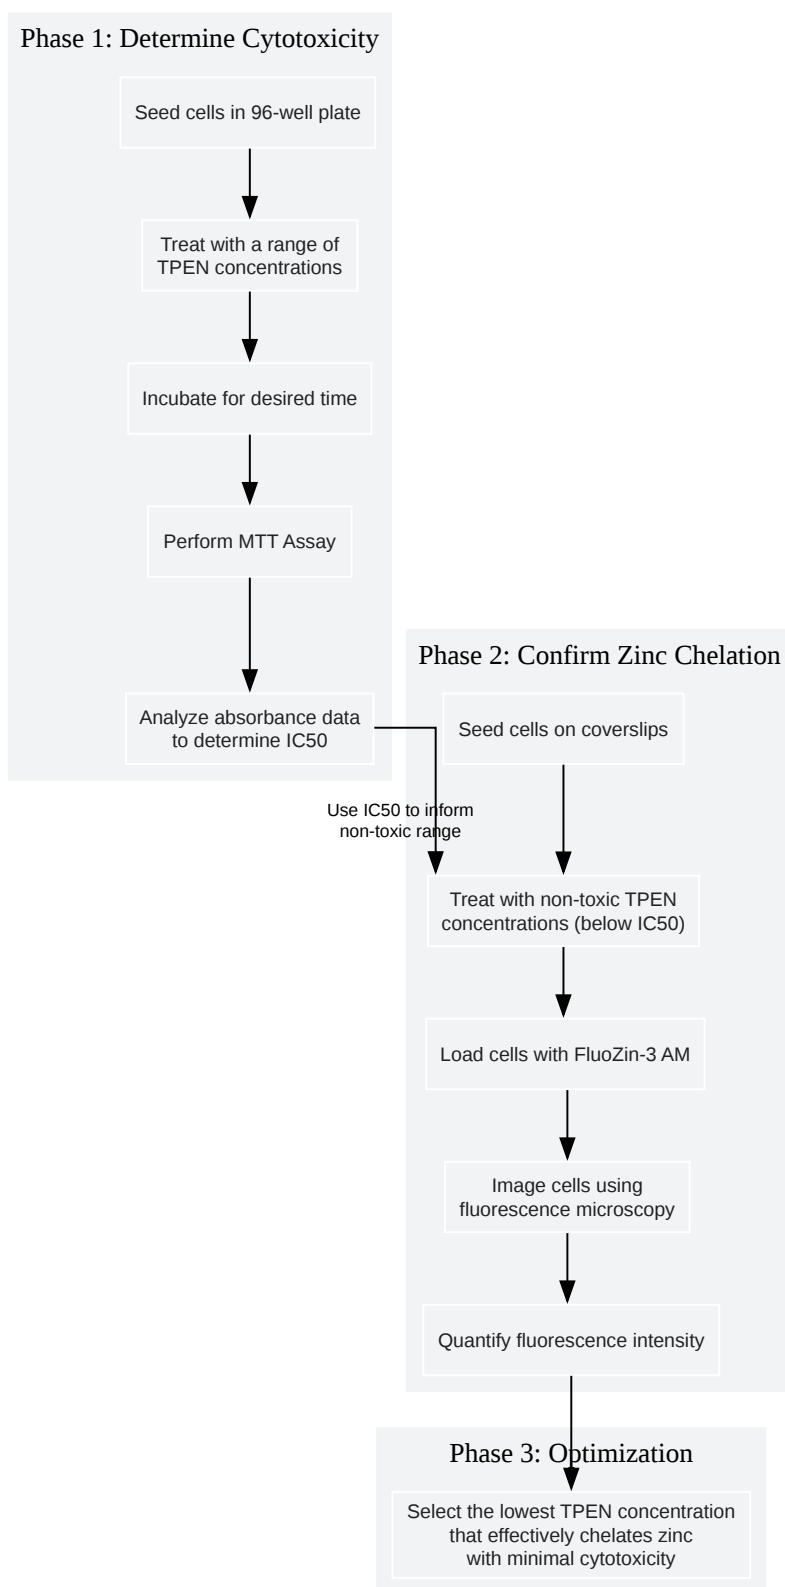 Phase 1: Determine Cytotoxicity
Seed cells in 96-well plate
Treat with a range of
TPEN concentrations
Incubate for desired time
Perform MTT Assay
Analyze absorbance data
to determine IC50
Use IC50 to inform
non-toxic range
Phase 2: Confirm Zinc Chelation
Seed cells on coverslips
Treat with non-toxic TPEN
concentrations (below IC50)
Load cells with FluoZin-3 AM
Image cells using
fluorescence microscopy
Quantify fluorescence intensity
Phase 3: Optimization
Select the lowest TPEN concentration
that effectively chelates zinc
with minimal cytotoxicity